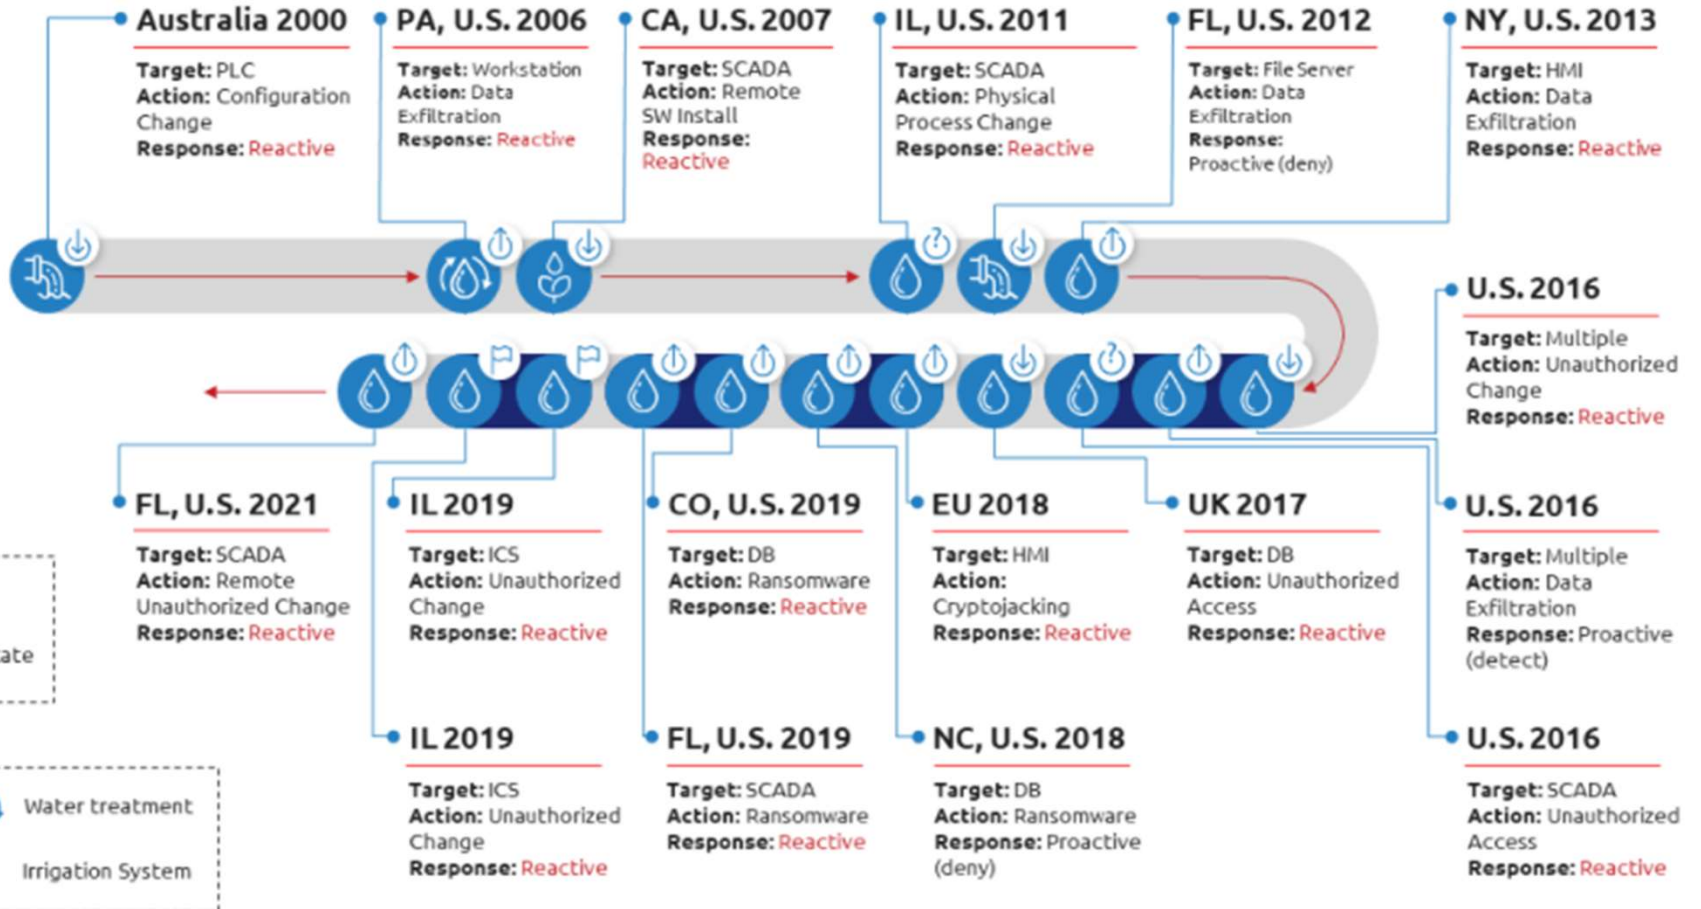 Australia 2000
Target: PLC
Action: Configuration
Change
Response: Reactive
PA, U.S. 2006
Target: Workstation
Action: Data
Exfiltration
Response: Reactive
CA, U.S. 2007
Target: SCADA
Action: Remote
SW Install
Response:
Reactive
IL, U.S. 2011
Target: SCADA
Action: Physical
Process Change
Response: Reactive
FL, U.S. 2012
Target: File Server
Action: Data
Exfiltration
Response:
Proactive (deny)
NY, U.S. 2013
Target: HMI
Action: Data
Exfiltration
Response: Reactive
?
?
U.S. 2016
Target: Multiple
Action: Unauthorized
Change
Response: Reactive
FL, U.S. 2021
Target: SCADA
Action: Remote
Unauthorized Change
Response: Reactive
IL 2019
Target: ICS
Action: Unauthorized
Change
Response: Reactive
CO, U.S. 2019
Target: DB
Action: Ransomware
Response: Reactive
EU 2018
Target: HMI
Action:
Cryptojacking
Response: Reactive
UK 2017
Target: DB
Action: Unauthorized
Access
Response: Reactive
U.S. 2016
Target: Multiple
Action: Data
Exfiltration
Response: Proactive
(detect)
ate
IL 2019
Target: ICS
Action: Unauthorized
Change
Response: Reactive
FL, U.S. 2019
Target: SCADA
Action: Ransomware
Response: Reactive
NC, U.S. 2018
Target: DB
Action: Ransomware
Response: Proactive
(deny)
U.S. 2016
Target: SCADA
Action: Unauthorized
Access
Response: Reactive
Water treatment
Irrigation System